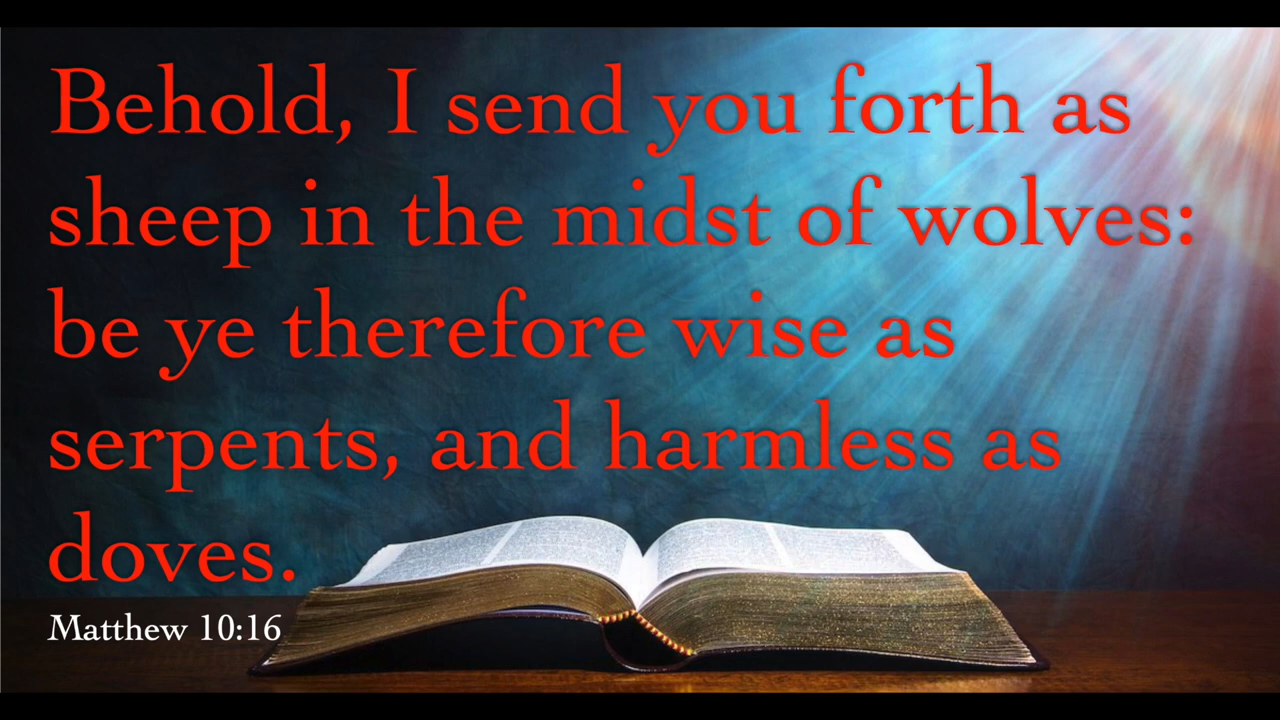 Behold, I send you forth as
sheep in the midst of wolves:
be ye therefore wise as
serpents, and harmless as
doves.
Matthew 10:16